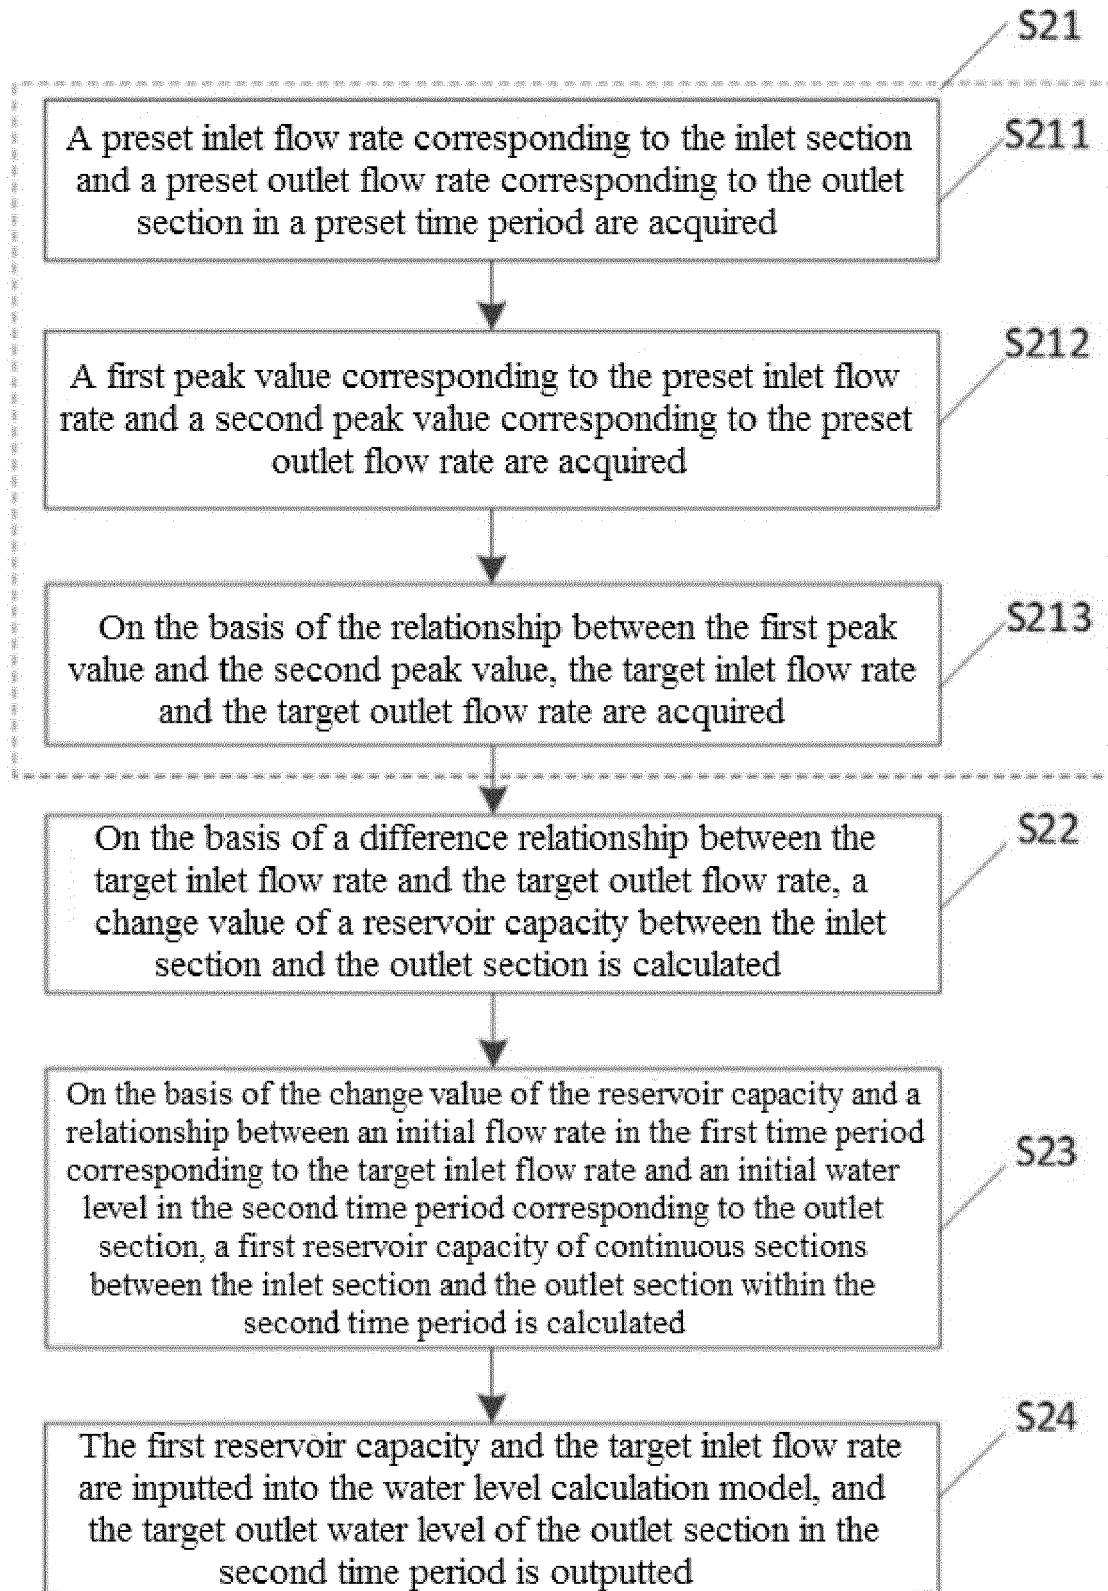 S21
S211
A preset inlet flow rate corresponding to the inlet section
and a preset outlet flow rate corresponding to the outlet
section in a preset time period are acquired
S212
A first peak value corresponding to the preset inlet flow
rate and a second peak value corresponding to the preset
outlet flow rate are acquired
S213
On the basis of the relationship between the first peak
value and the second peak value, the target inlet flow rate
and the target outlet flow rate are acquired
S22
On the basis of a difference relationship between the
target inlet flow rate and the target outlet flow rate, a
change value of a reservoir capacity between the inlet
section and the outlet section is calculated
S23
On the basis of the change value of the reservoir capacity and a
relationship between an initial flow rate in the first time period
corresponding to the target inlet flow rate and an initial water
level in the second time period corresponding to the outlet
section, a first reservoir capacity of continuous sections
between the inlet section and the outlet section within the
second time period is calculated
S24
The first reservoir capacity and the target inlet flow rate
are inputted into the water level calculation model, and
the target outlet water level of the outlet section in the
second time period is outputted